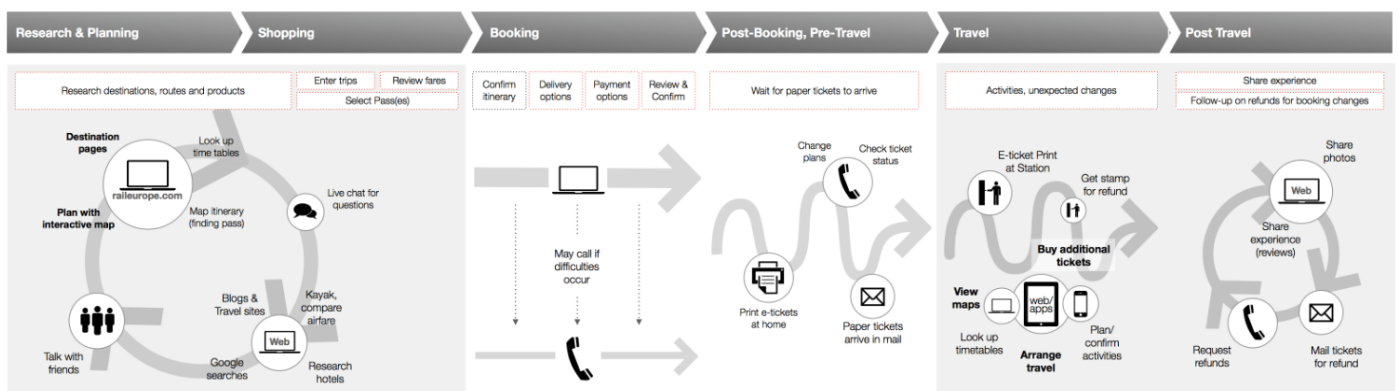 Research & Planning
Shopping
Booking
Post-Booking, Pre-Travel
Travel
Post Travel
Research destinations, routes and products
Enter trips
Review fares
Select Pass(es)
Confirm
itinerary
Delivery
options
Payment
options
Review &
Confirm
Wait for paper tickets to arrive
Activities, unexpected changes
Share experience
Follow-up on refunds for booking changes
Destination
pages
Look up
time tables
raileurope.com
Plan with
interactive map
Map itinerary
(finding pass)
Live chat for
questions
Blogs &
Travel sites
Kayak,
compare
airfare
Web
Talk with
friends
Google
searches
Research
hotels
May call if
difficulties
occur
Change
plans
Check ticket
status
Print e-tickets
at home
Paper tickets
arrive in mail
E-ticket Print
at Station
Get stamp
for refund
Buy additional
tickets
View
maps
web/
apps
Look up
timetables
Arrange
travel
Plan/
confirm
activities
Share
photos
Web
Share
experience
(reviews)
Request
refunds
Mail tickets
for refund